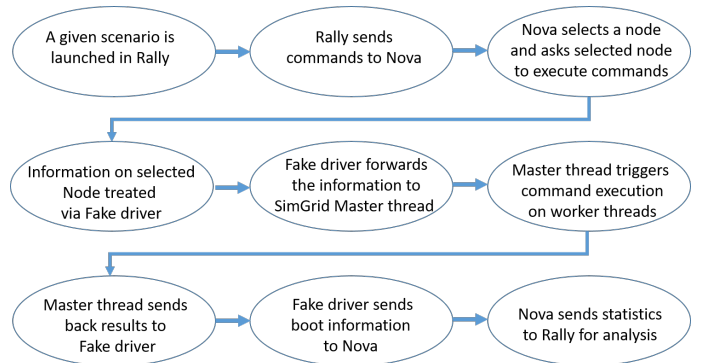 A given scenario is
launched in Rally
Rally sends
commands to Nova
Nova selects a node
and asks selected node
to execute commands
Information on selected
Node treated
via Fake driver
Fake driver forwards
the information to
SimGrid Master thread
Master thread triggers
command execution
on worker threads
Master thread sends
back results to
Fake driver
Fake driver sends
boot information
to Nova
Nova sends statistics
to Rally for analysis